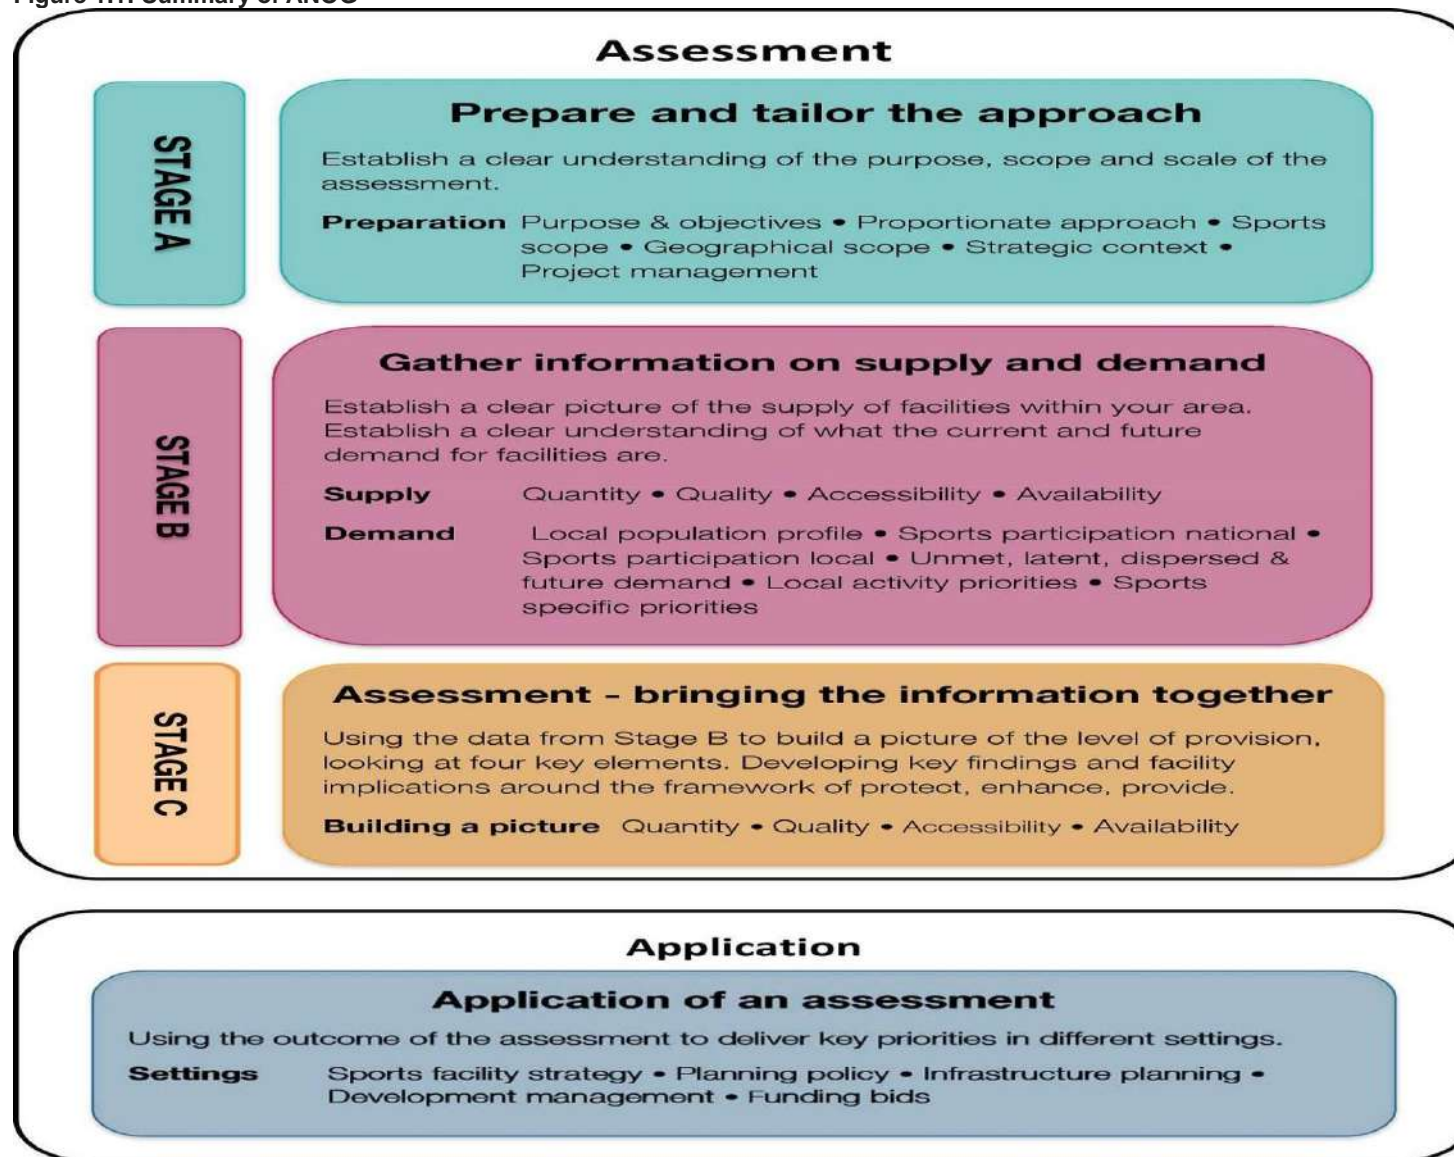 Figure 1.1: Summary of ANOG
Assessment
STAGE A
Prepare and tailor the approach
Establish a clear understanding of the purpose, scope and scale of the
assessment.
Preparation Purpose & objectives • Proportionate approach • Sports
scope • Geographical scope • Strategic context •
Project management
STAGE B
Gather information on supply and demand
Establish a clear picture of the supply of facilities within your area.
Establish a clear understanding of what the current and future
demand for facilities are.
Supply Quantity • Quality • Accessibility • Availability
Demand Local population profile • Sports participation national •
Sports participation local • Unmet, latent, dispersed &
future demand • Local activity priorities • Sports
specific priorities
STAGE C
Assessment - bringing the information together
Using the data from Stage B to build a picture of the level of provision,
looking at four key elements. Developing key findings and facility
implications around the framework of protect, enhance, provide.
Building a picture Quantity • Quality • Accessibility • Availability
Application
Application of an assessment
Using the outcome of the assessment to deliver key priorities in different settings.
Settings Sports facility strategy • Planning policy • Infrastructure planning •
Development management • Funding bids